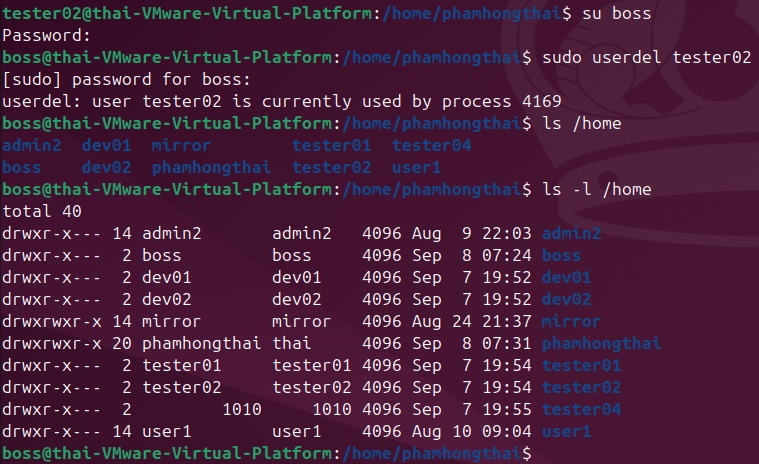 tester02@thai-VMware-Virtual-Platform:/home/phamhongthai$ su boss
Password:
boss@thai-VMware-Virtual-Platform:/home/phamhongthai$ sudo userdel tester02
[sudo] password for boss:
userdel: user tester02 is currently used by process 4169
boss@thai-VMware-Virtual-Platform:/home/phamhongthai$ ls /home
admin2  dev01  mirror        tester01  tester04
boss    dev02  phamhongthai  tester02  user1
boss@thai-VMware-Virtual-Platform:/home/phamhongthai$ ls -l /home
total 40
drwxr-x--- 14 admin2       admin2   4096 Aug  9 22:03 admin2
drwxr-x---  2 boss         boss     4096 Sep  8 07:24 boss
drwxr-x---  2 dev01        dev01    4096 Sep  7 19:52 dev01
drwxr-x---  2 dev02        dev02    4096 Sep  7 19:52 dev02
drwxrwxr-x 14 mirror       mirror   4096 Aug 24 21:37 mirror
drwxrwxr-x 20 phamhongthai thai     4096 Sep  8 07:31 phamhongthai
drwxr-x---  2 tester01     tester01 4096 Sep  7 19:54 tester01
drwxr-x---  2 tester02     tester02 4096 Sep  7 19:54 tester02
drwxr-x---  2         1010     1010 4096 Sep  7 19:55 tester04
drwxr-x--- 14 user1        user1    4096 Aug 10 09:04 user1
boss@thai-VMware-Virtual-Platform:/home/phamhongthai$